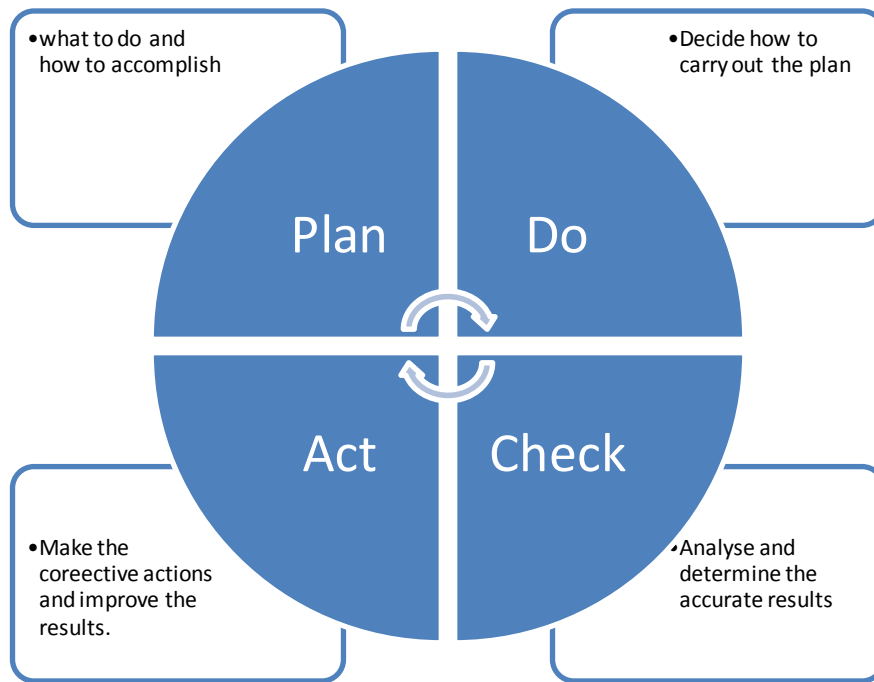 •what to do and
how to accomplish
•Decide how to
carry out the plan
Plan
Do
Act
Check
•Make the
coreective actions
and improve the
results.
•Analyse and
determine the
accurate results